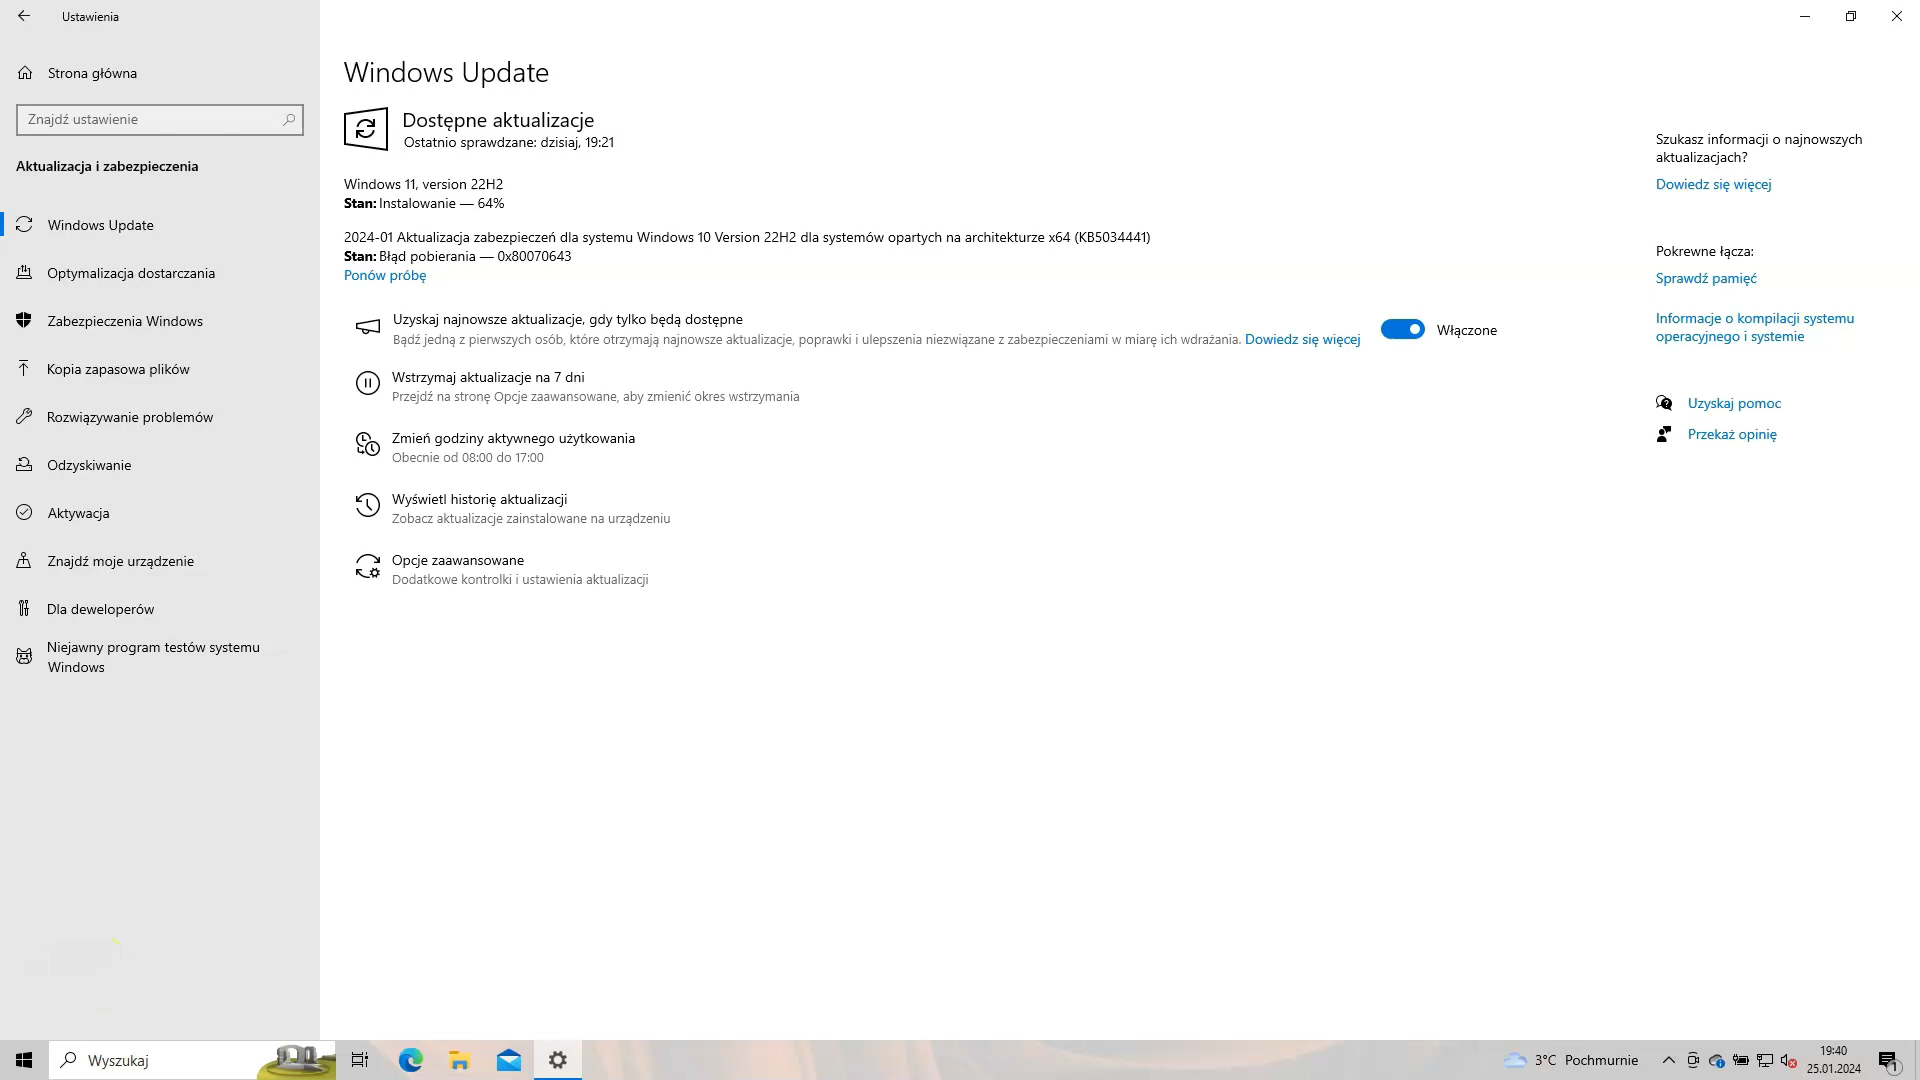 Ustawienia
Strona główna
Znajdź ustawienie
Aktualizacja i zabezpieczenia
Windows Update
Optymalizacja dostarczania
Zabezpieczenia Windows
Kopia zapasowa plików
Rozwiązywanie problemów
Odzyskiwanie
Aktywacja
Znajdź moje urządzenie
Dla deweloperów
Niejawny program testów systemu
Windows
Windows Update
Dostępne aktualizacje
Ostatnio sprawdzane: dzisiaj, 19:21
Windows 11, version 22H2
Stan: Instalowanie — 64%
2024-01 Aktualizacja zabezpieczeń dla systemu Windows 10 Version 22H2 dla systemów opartych na architekturze x64 (KB5034441)
Stan: Błąd pobierania — 0x80070643
Ponów próbę
Uzyskaj najnowsze aktualizacje, gdy tylko będą dostępne
Bądź jedną z pierwszych osób, które otrzymają najnowsze aktualizacje, poprawki i ulepszenia niezwiązane z zabezpieczeniami w miarę ich wdrażania. Dowiedz się więcej
Włączone
Wstrzymaj aktualizacje na 7 dni
Przejdź na stronę Opcje zaawansowane, aby zmienić okres wstrzymania
Zmień godziny aktywnego użytkowania
Obecnie od 08:00 do 17:00
Wyświetl historię aktualizacji
Zobacz aktualizacje zainstalowane na urządzeniu
Opcje zaawansowane
Dodatkowe kontrolki i ustawienia aktualizacji
Szukasz informacji o najnowszych
aktualizacjach?
Dowiedz się więcej
Pokrewne łącza:
Sprawdź pamięć
Informacje o kompilacji systemu
operacyjnego i systemie
Uzyskaj pomoc
Przekaż opinię
Wyszukaj
3°C Pochmurnie
19:40
25.01.2024
1